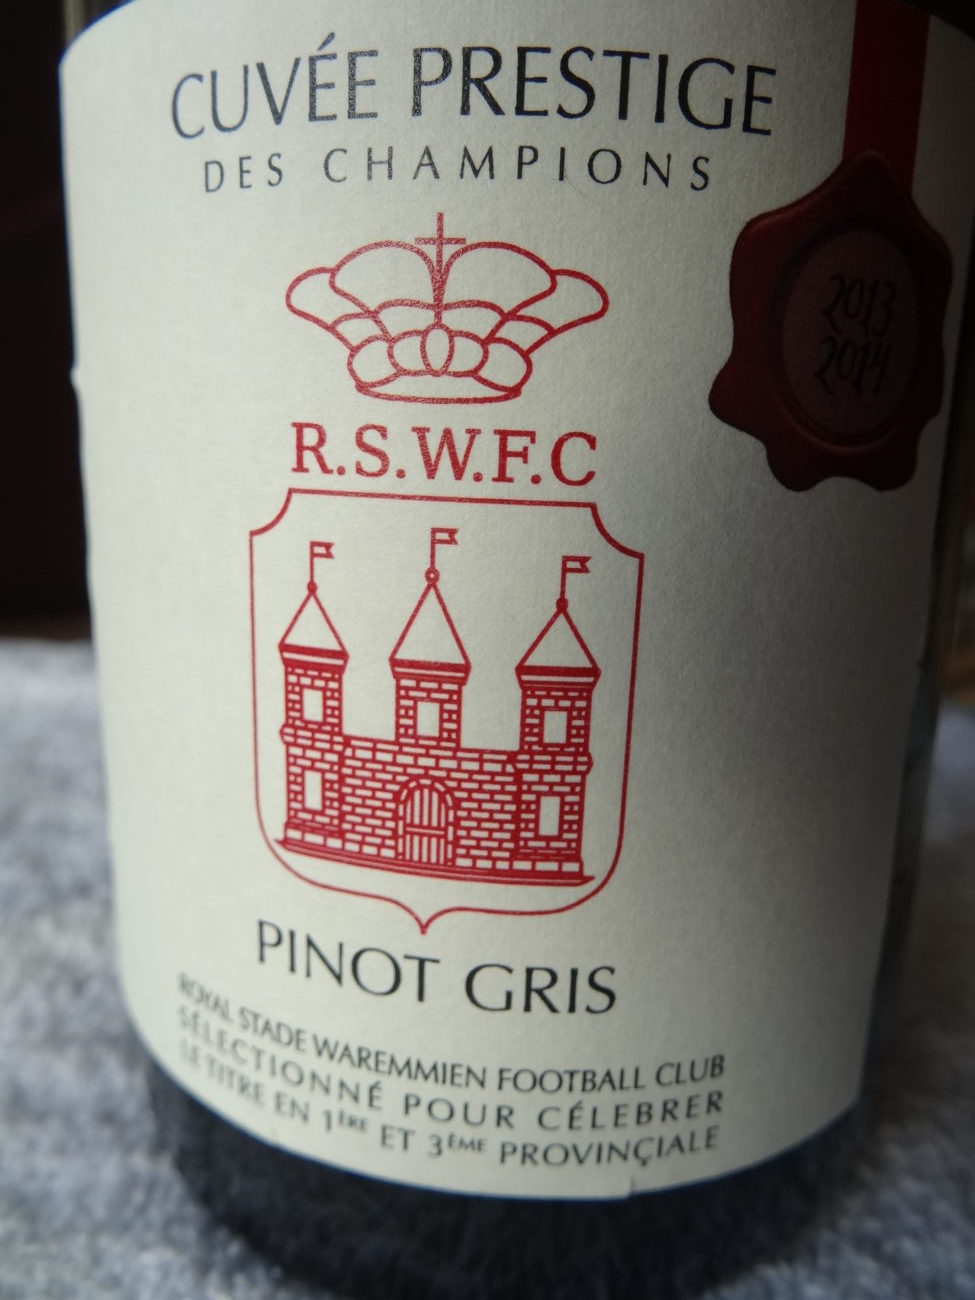 CUVÉE PRESTIGE
DES CHAMPIONS
2013
2014
R.S.W.F.C
PINOT GRIS
ROYAL STADE WAREMMIEN FOOTBALL CLUB
SÉLECTIONNÉ POUR CÉLEBRER
LE TITRE EN 1ÈRE ET 3ÈME PROVINÇIALE